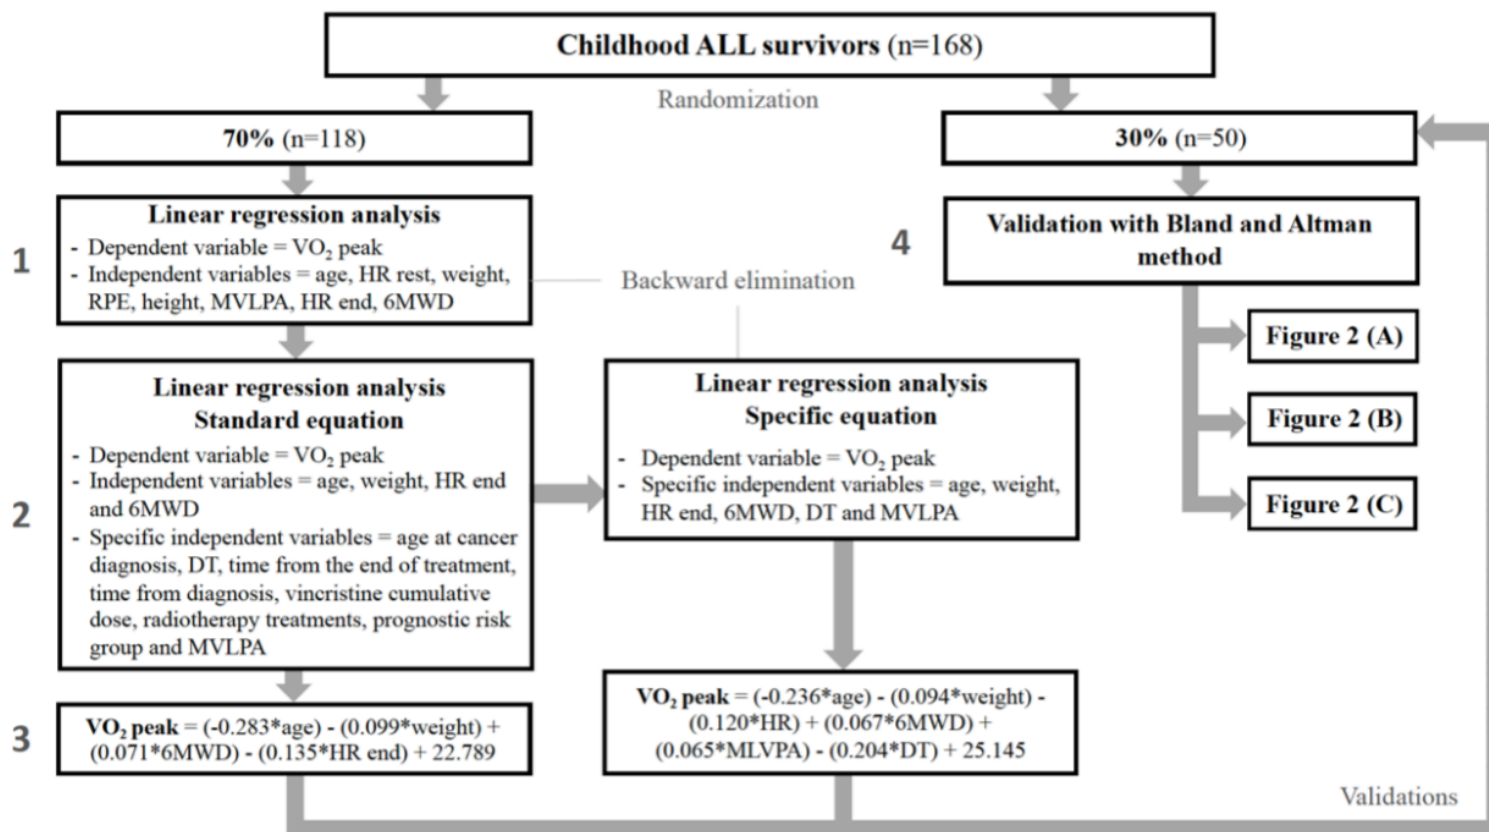 Childhood ALL survivors (n=168)
Randomization
70% (n=118)
30% (n=50)
1
Linear regression analysis
- Dependent variable = VO₂ peak
- Independent variables = age, HR rest, weight,
RPE, height, MVLPA, HR end, 6MWD
Backward elimination
4
Validation with Bland and Altman
method
Figure 2 (A)
Figure 2 (B)
Figure 2 (C)
2
Linear regression analysis
Standard equation
- Dependent variable = VO₂ peak
- Independent variables = age, weight, HR end
and 6MWD
- Specific independent variables = age at cancer
diagnosis, DT, time from the end of treatment,
time from diagnosis, vincristine cumulative
dose, radiotherapy treatments, prognostic risk
group and MVLPA
Linear regression analysis
Specific equation
- Dependent variable = VO₂ peak
- Specific independent variables = age, weight,
HR end, 6MWD, DT and MVLPA
3
VO₂ peak = (-0.283*age) - (0.099*weight) +
(0.071*6MWD) - (0.135*HR end) + 22.789
VO₂ peak = (-0.236*age) - (0.094*weight) -
(0.120*HR) + (0.067*6MWD) +
(0.065*MLVPA) - (0.204*DT) + 25.145
Validations